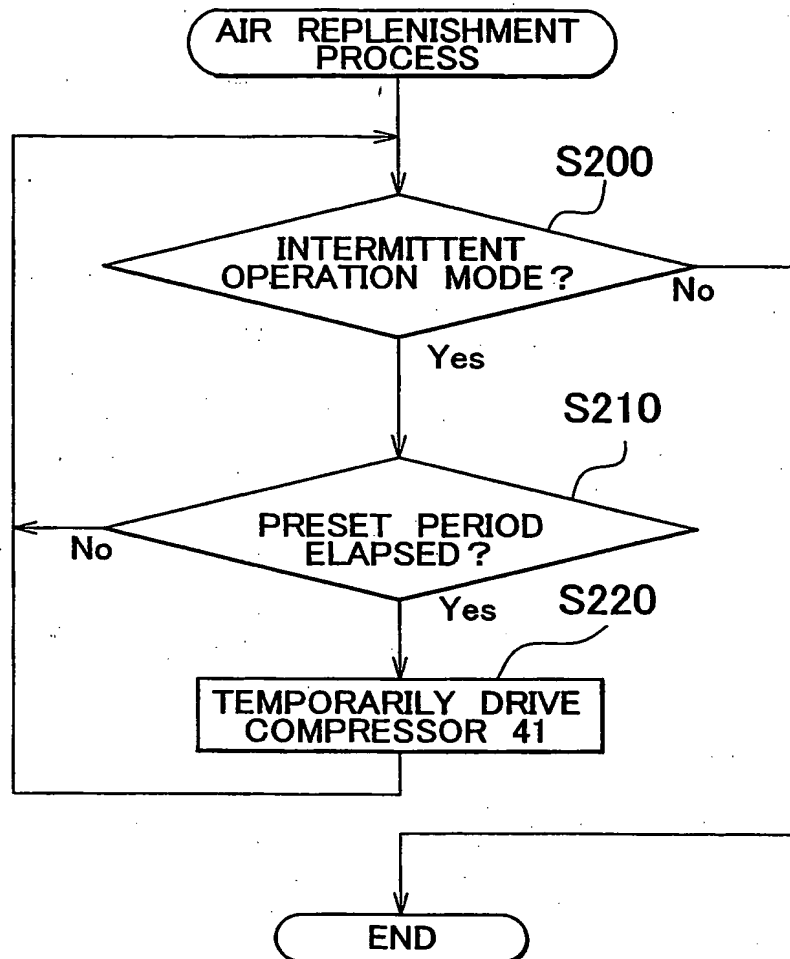 AIR REPLENISHMENT
PROCESS
S200
INTERMITTENT
OPERATION MODE?
No
Yes
S210
PRESET PERIOD
ELAPSED?
No
Yes
S220
TEMPORARILY DRIVE
COMPRESSOR 41
END